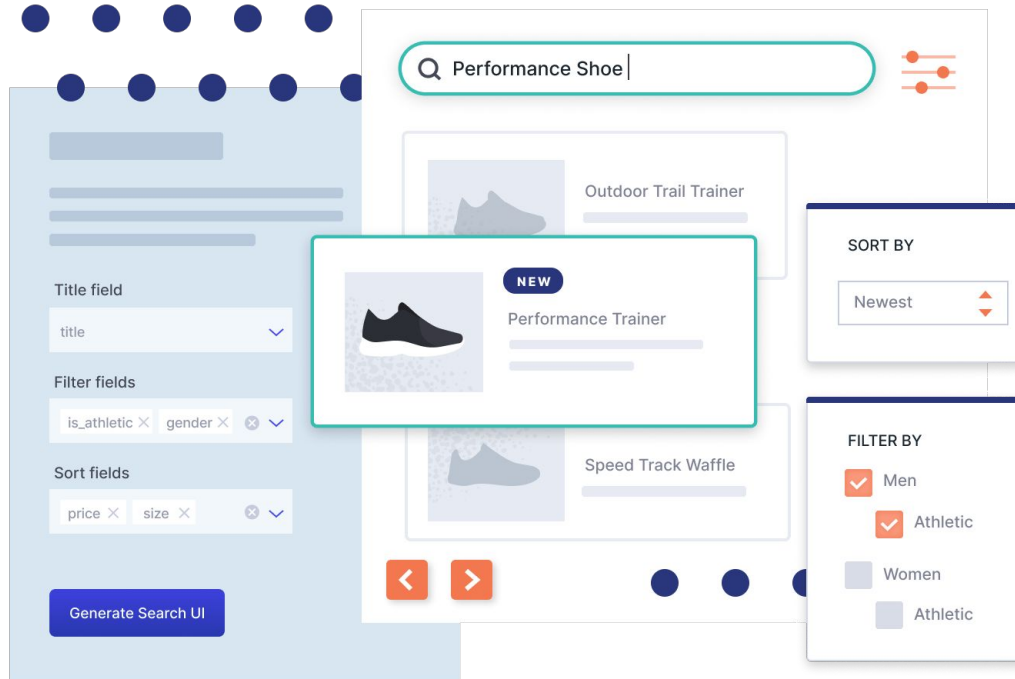 Performance Shoe
Outdoor Trail Trainer
NEW
Performance Trainer
Speed Track Waffle
Title field
title
Filter fields
is_athletic gender
Sort fields
price size
Generate Search UI
SORT BY
Newest
FILTER BY
Men
Athletic
Women
Athletic